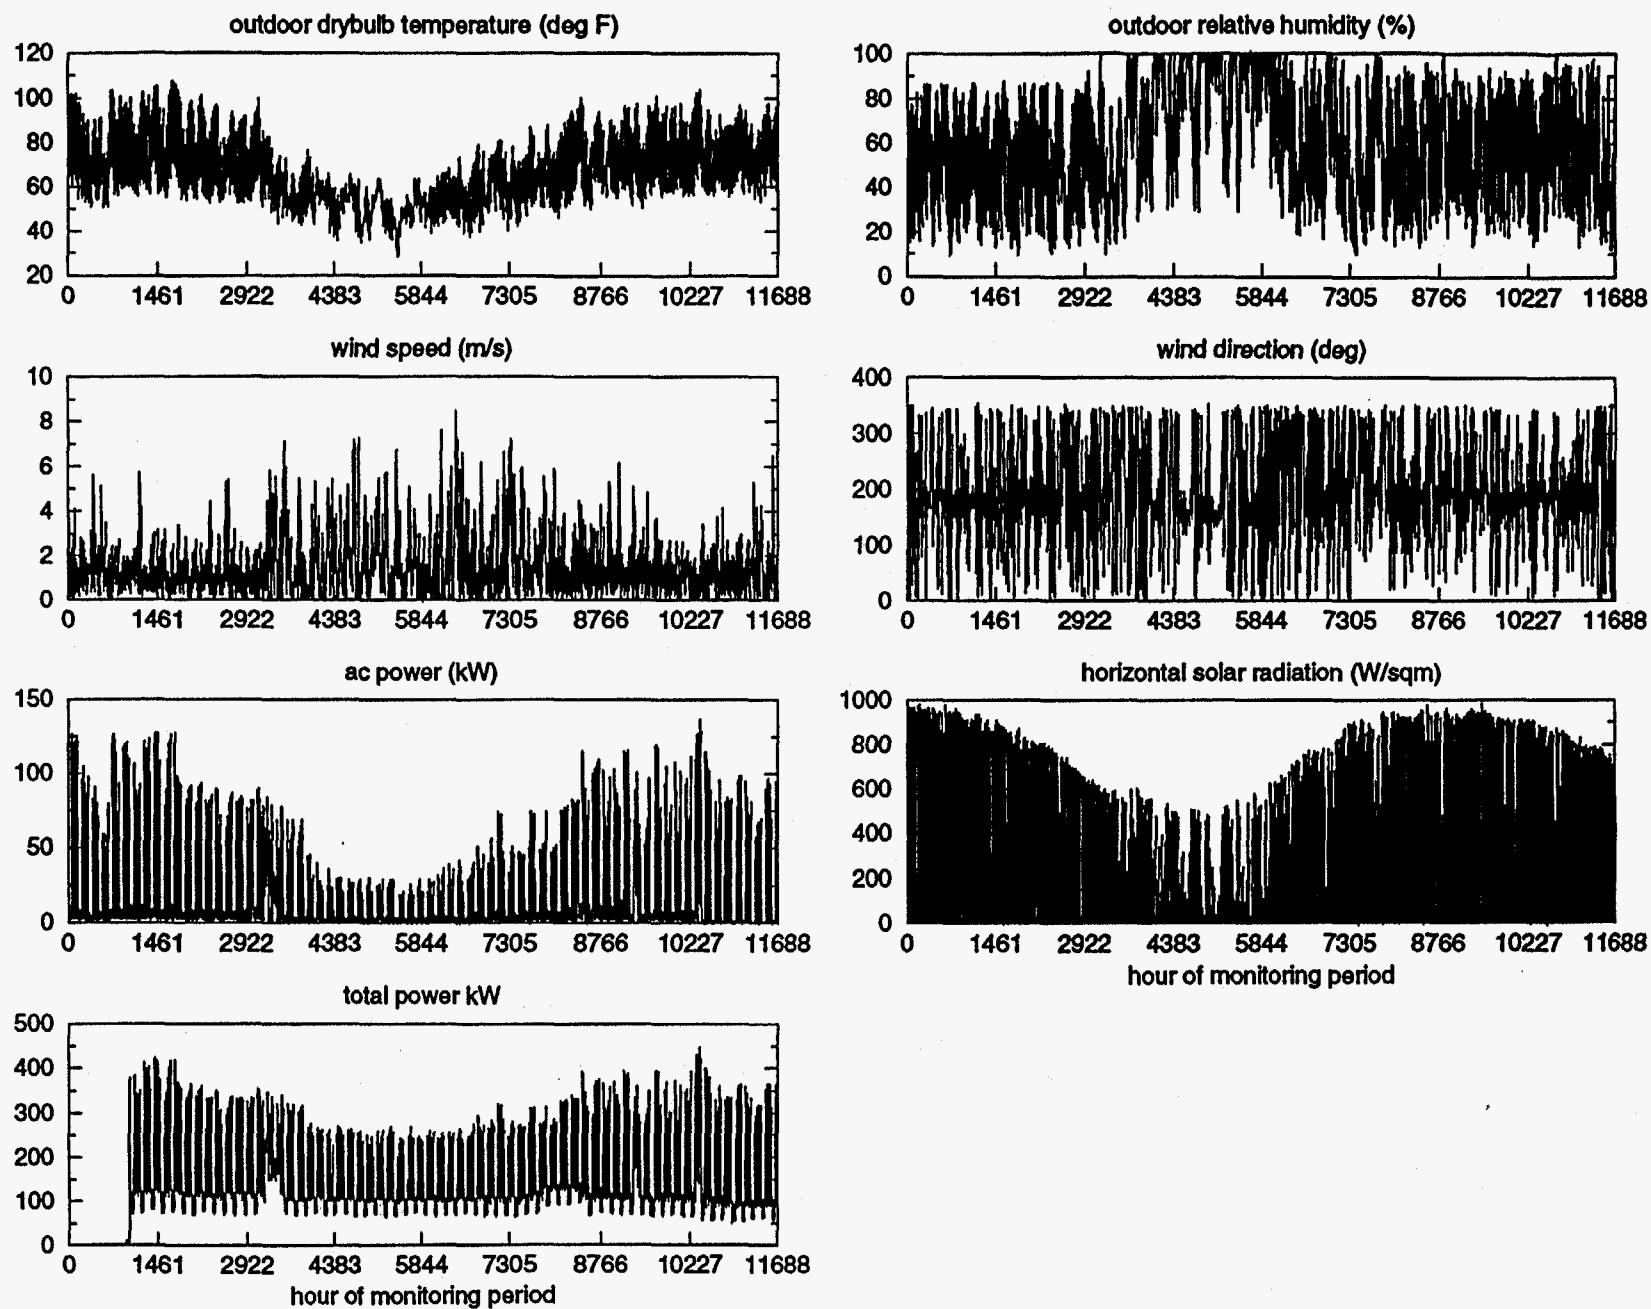 outdoor drybulb temperature (deg F)
120
100
80
60
40
20
0 1461 2922 4383 5844 7305 8766 10227 11688
outdoor relative humidity (%)
100
80
60
40
20
0
0 1461 2922 4383 5844 7305 8766 10227 11688
wind speed (m/s)
10
8
6
4
2
0
0 1461 2922 4383 5844 7305 8766 10227 11688
wind direction (deg)
400
300
200
100
0
0 1461 2922 4383 5844 7305 8766 10227 11688
ac power (kW)
150
100
50
0
0 1461 2922 4383 5844 7305 8766 10227 11688
horizontal solar radiation (W/sqm)
1000
800
600
400
200
0
0 1461 2922 4383 5844 7305 8766 10227 11688
hour of monitoring period
total power kW
500
400
300
200
100
0
0 1461 2922 4383 5844 7305 8766 10227 11688
hour of monitoring period